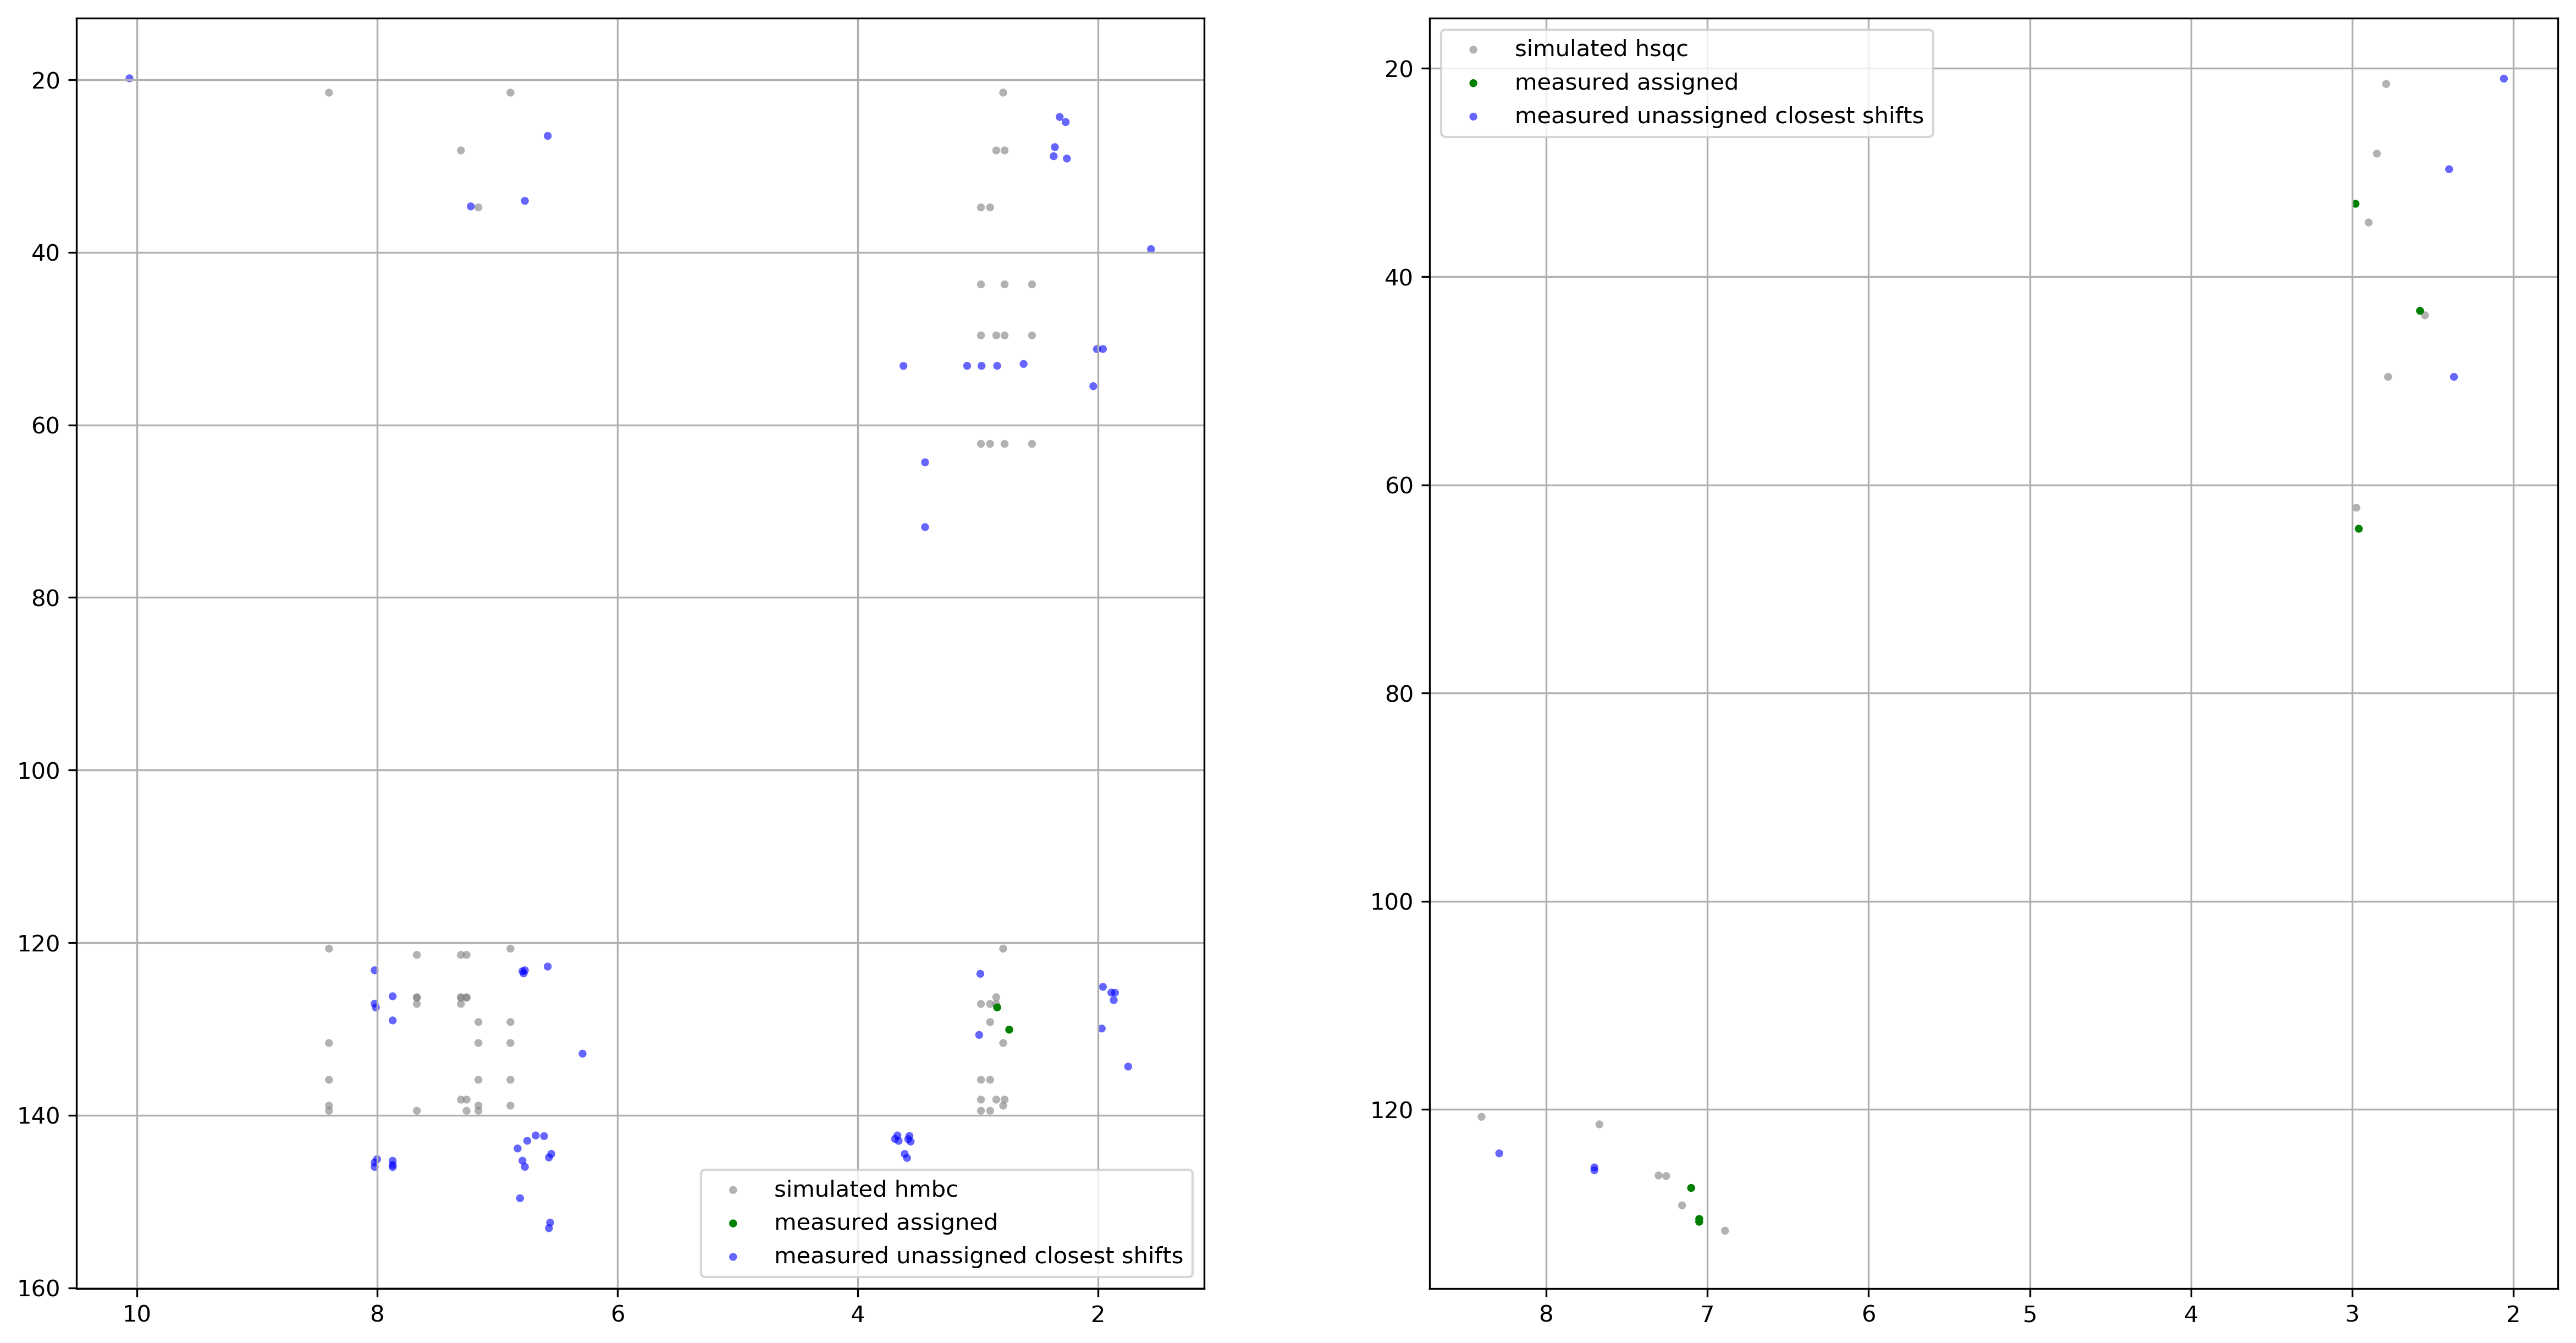 20
40
60
80
100
120
140
160
10 8 6 4 2
simulated hmbc
measured assigned
measured unassigned closest shifts
20
40
60
80
100
120
8 7 6 5 4 3 2
simulated hsqc
measured assigned
measured unassigned closest shifts